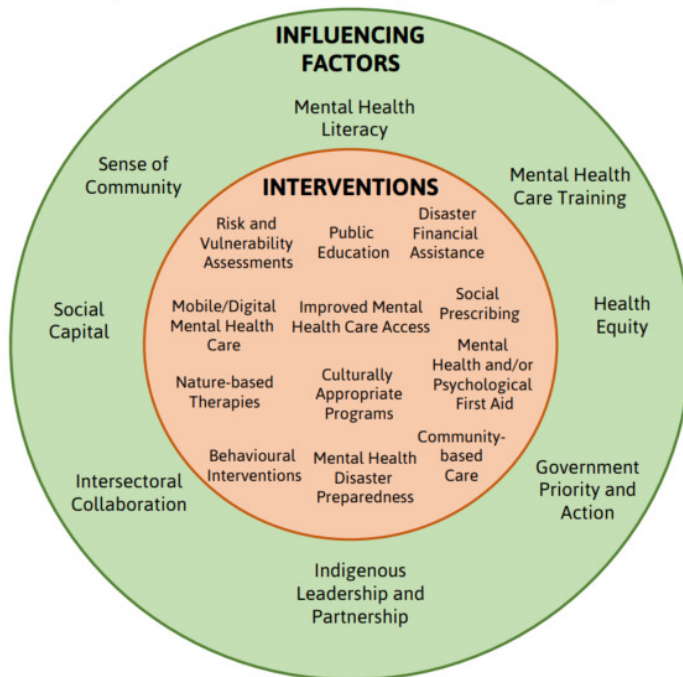 INFLUENCING
FACTORS
Mental Health
Literacy
Sense of
Community
Mental Health
Care Training
INTERVENTIONS
Risk and
Vulnerability
Assessments
Public
Education
Disaster
Financial
Assistance
Social
Capital
Mobile/Digital
Mental Health
Care
Improved Mental
Health Care Access
Social
Prescribing
Health
Equity
Nature-based
Therapies
Culturally
Appropriate
Programs
Mental
Health and/or
Psychological
First Aid
Behavioural
Interventions
Mental Health
Disaster
Preparedness
Community-
based
Care
Intersectoral
Collaboration
Government
Priority and
Action
Indigenous
Leadership and
Partnership